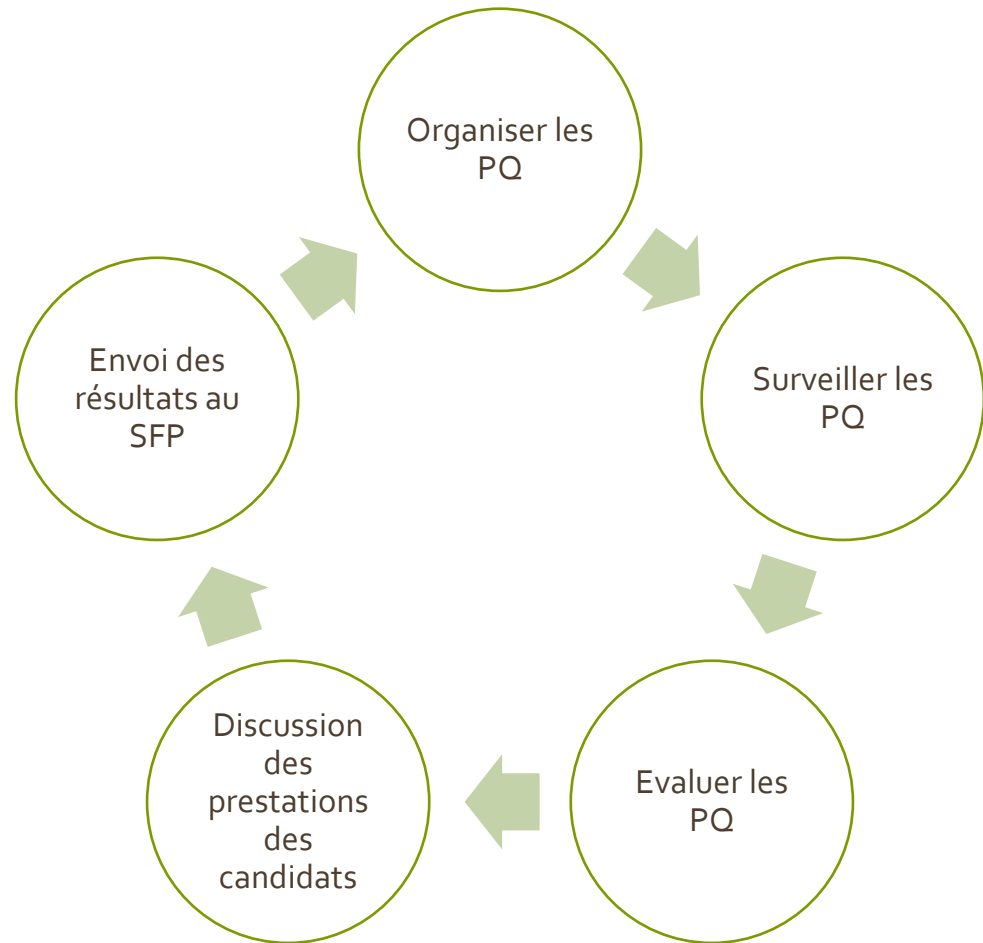 Organiser les
PQ
Surveiller les
PQ
Evaluer les
PQ
Discussion
des
prestations
des
candidats
Envoi des
résultats au
SFP